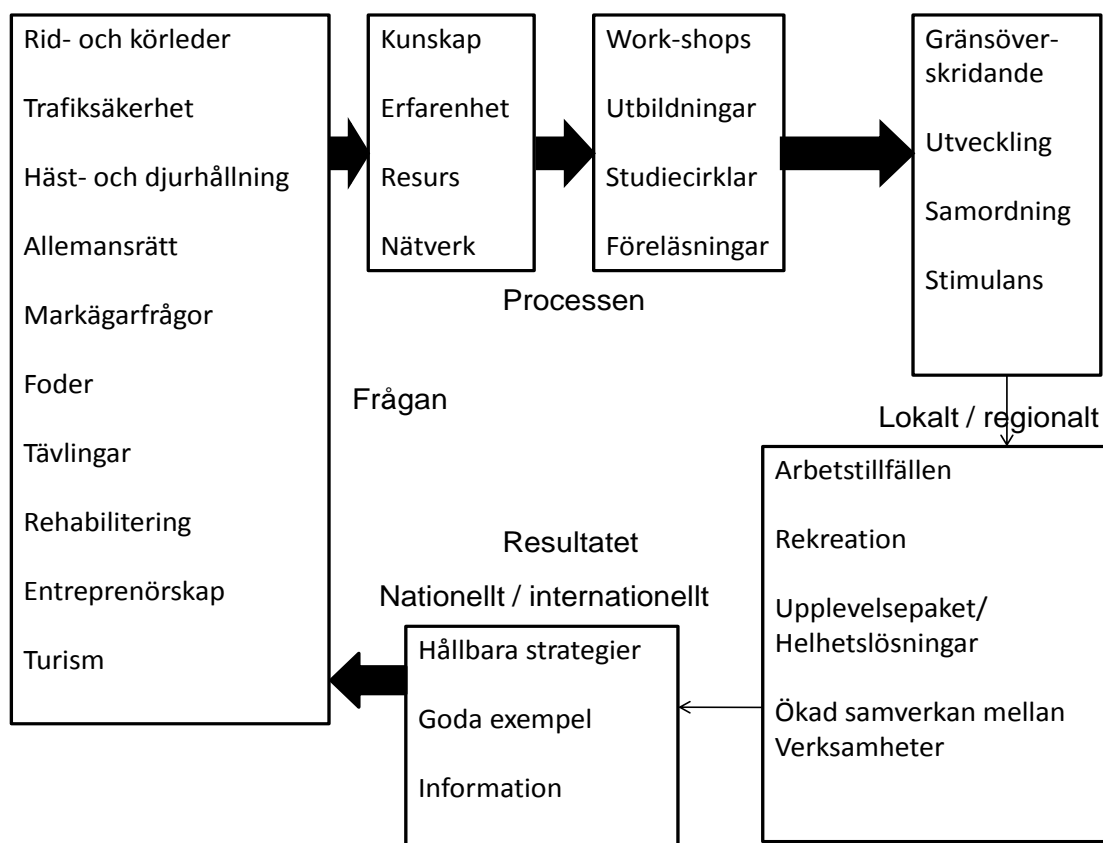 Rid- och körleder
Trafiksäkerhet
Häst- och djurhållning
Allemansrätt
Markägarfrågor
Foder
Tävlingar
Rehabilitering
Entreprenörskap
Turism
Frågan
Kunskap
Erfarenhet
Resurs
Nätverk
Work-shops
Utbildningar
Studiecirklar
Föreläsningar
Processen
Gränsöver-
skridande
Utveckling
Samordning
Stimulans
Lokalt / regionalt
Arbetstillfällen
Rekreation
Upplevelsepaket/
Helhetslösningar
Ökad samverkan mellan
Verksamheter
Resultatet
Nationellt / internationellt
Hållbara strategier
Goda exempel
Information